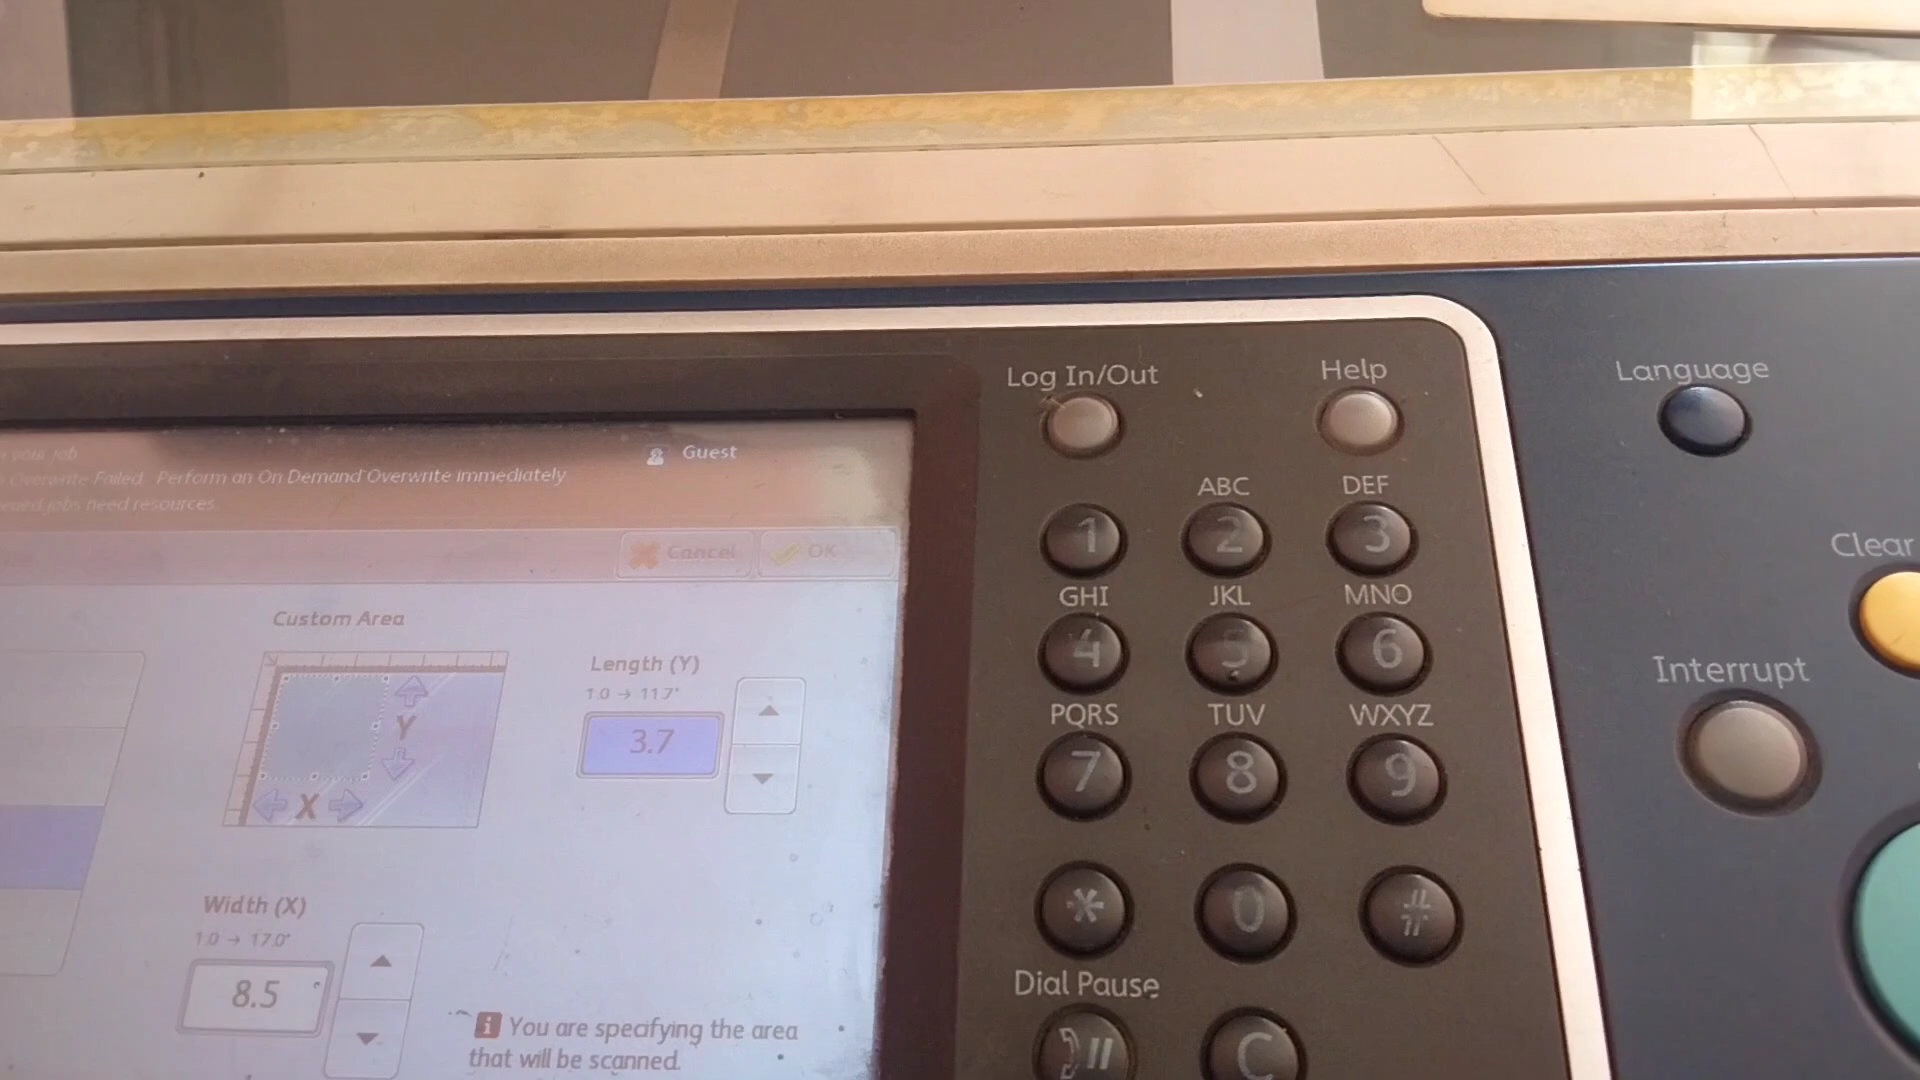 your job
Guest
Overwrite Failed Perform an On Demand Overwrite immediately
jobs need resources.
Cancel
OK
Custom Area
Length (Y)
1.0 → 11.7"
3.7
Y
X
Width (X)
1.0 → 17.0"
8.5
You are specifying the area
that will be scanned.
Log In/Out
Help
Language
ABC
DEF
1
2
3
Clear
GHI
JKL
MNO
4
5
6
Interrupt
PQRS
TUV
WXYZ
7
8
9
*
0
#
Dial Pause
C